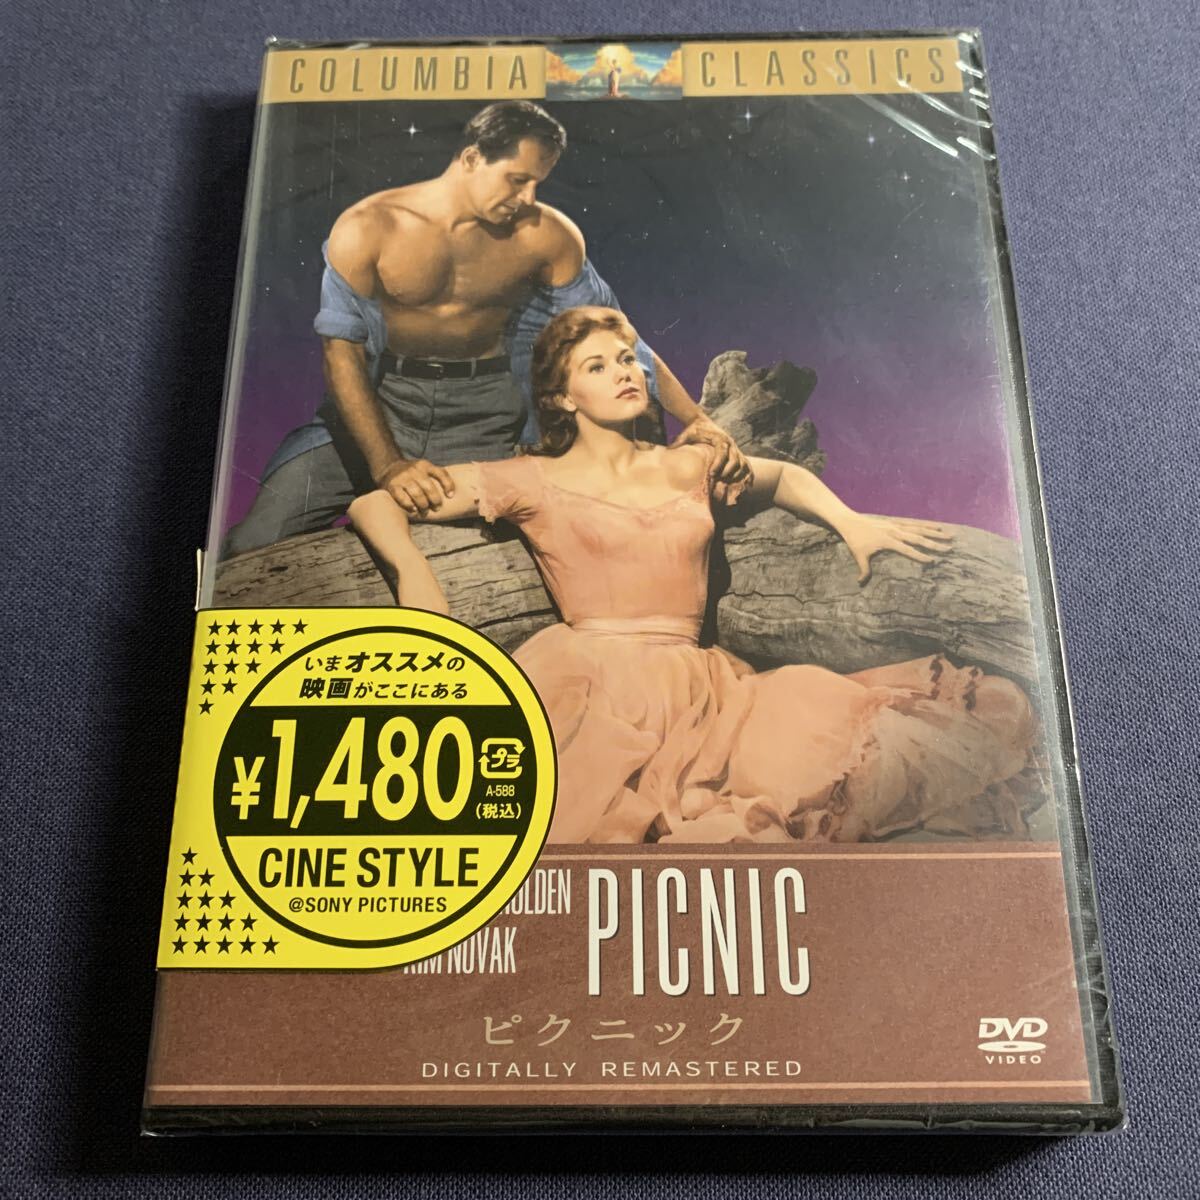 COLUMBIA CLASSICS
いまオススメの
映画がここにある
¥1,480
プラ
A-588
(税込)
CINE STYLE
@SONY PICTURES
HOLDEN
KIM NOVAK
PICNIC
ピクニック
DIGITALLY REMASTERED
DVD
VIDEO